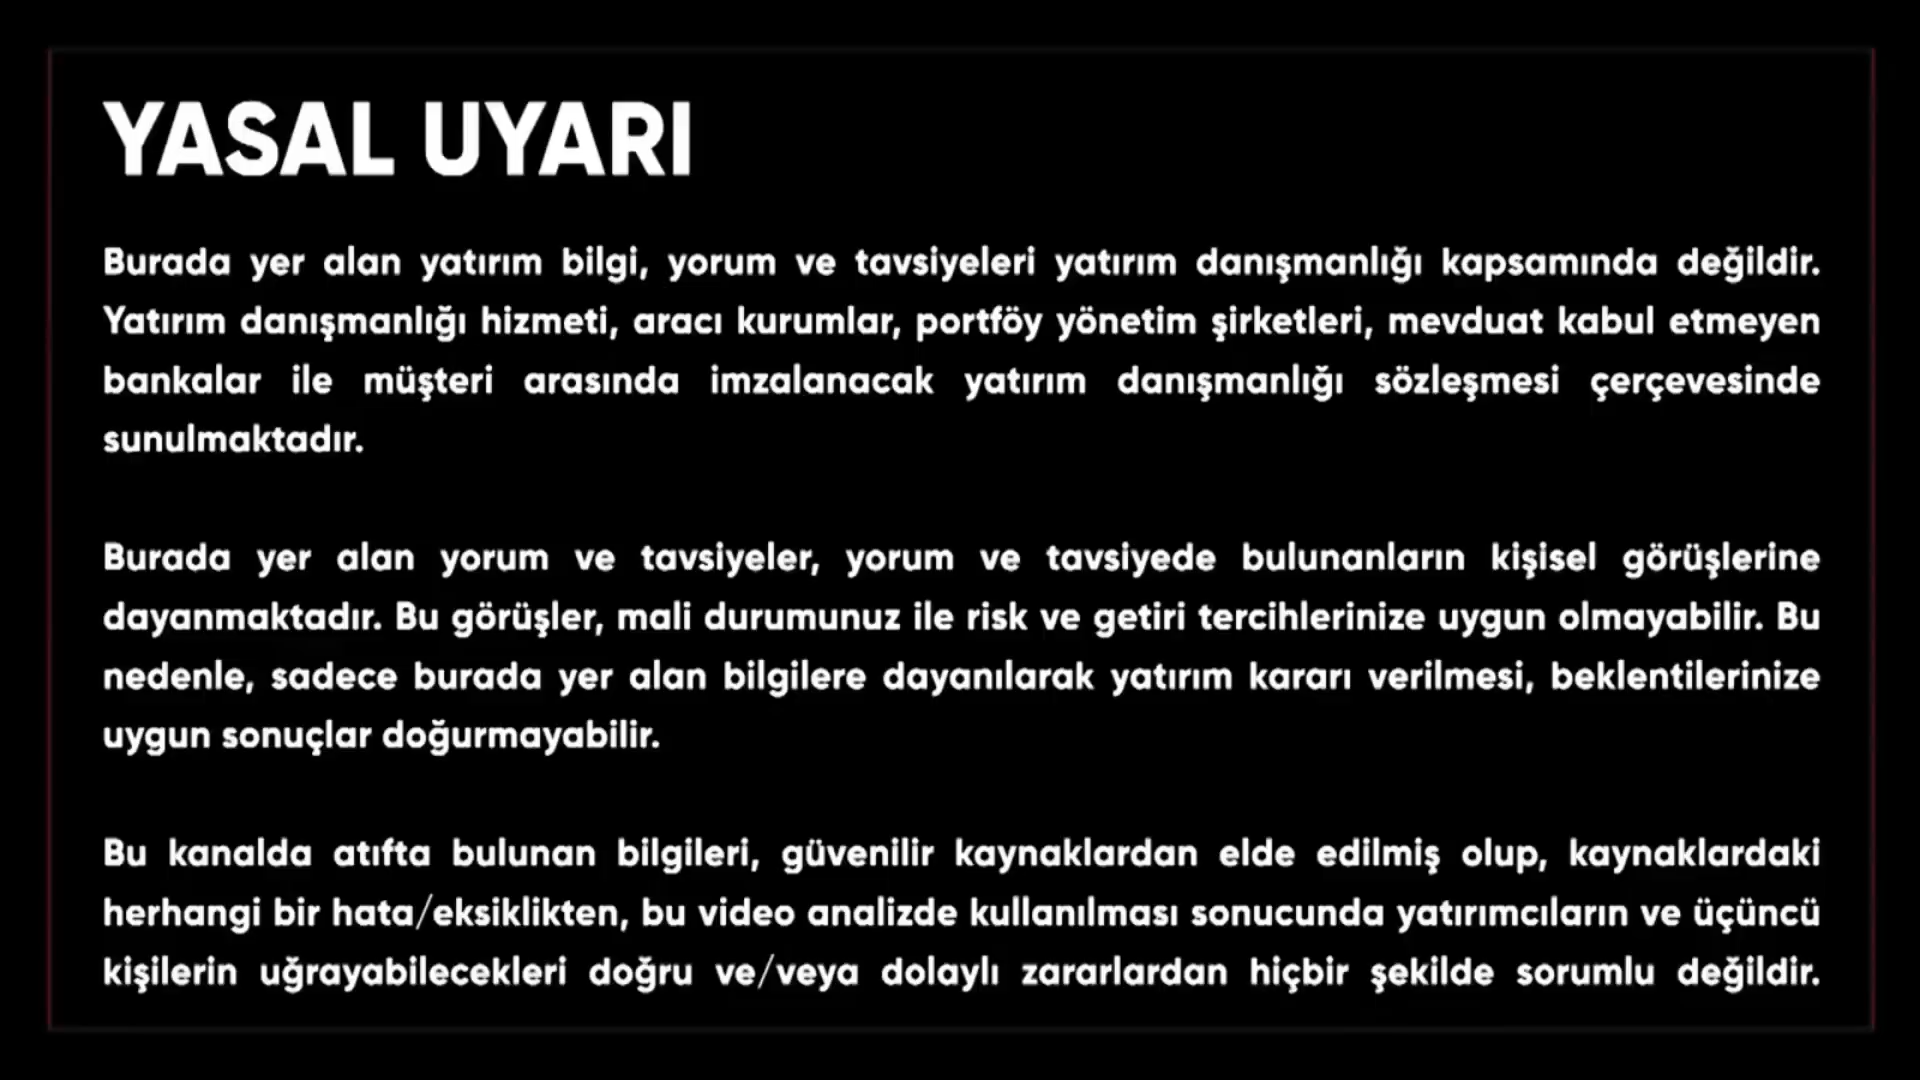 YASAL UYARI
Burada yer alan yatırım bilgi, yorum ve tavsiyeleri yatırım danışmanlığı kapsamında değildir.
Yatırım danışmanlığı hizmeti, aracı kurumlar, portföy yönetim şirketleri, mevduat kabul etmeyen
bankalar ile müşteri arasında imzalanacak yatırım danışmanlığı sözleşmesi çerçevesinde
sunulmaktadır.
Burada yer alan yorum ve tavsiyeler, yorum ve tavsiyede bulunanların kişisel görüşlerine
dayanmaktadır. Bu görüşler, mali durumunuz ile risk ve getiri tercihlerinize uygun olmayabilir. Bu
nedenle, sadece burada yer alan bilgilere dayanılarak yatırım kararı verilmesi, beklentilerinize
uygun sonuçlar doğurmayabilir.
Bu kanalda atıfta bulunan bilgileri, güvenilir kaynaklardan elde edilmiş olup, kaynaklardaki
herhangi bir hata/eksiklikten, bu video analizde kullanılması sonucunda yatırımcıların ve üçüncü
kişilerin uğrayabilecekleri doğru ve/veya dolaylı zararlardan hiçbir şekilde sorumlu değildir.